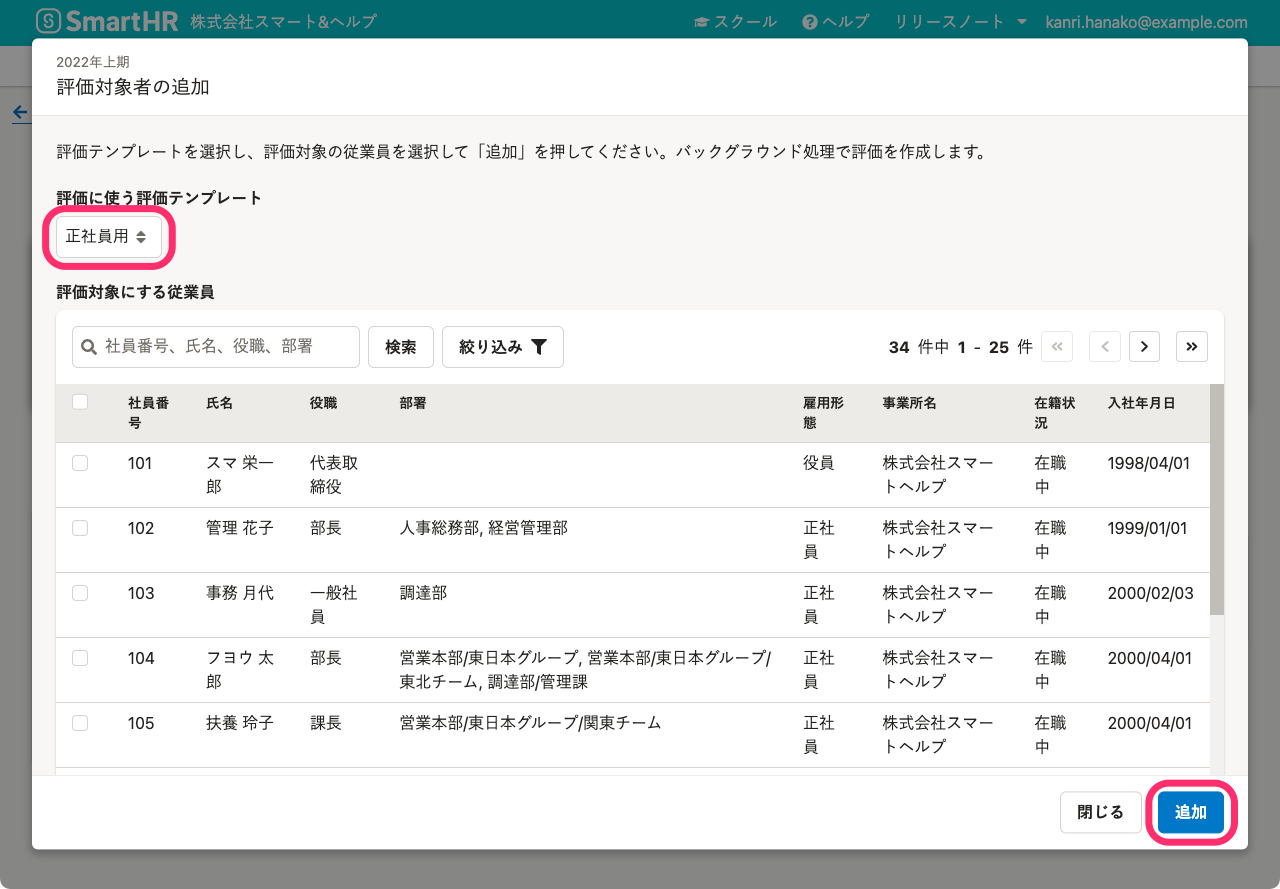 SmartHR 株式会社スマート&ヘルプ スクール ヘルプ リリースノート kanri.hanako@example.com
2022年上期
評価対象者の追加
評価テンプレートを選択し、評価対象の従業員を選択して「追加」を押してください。バックグラウンド処理で評価を作成します。
評価に使う評価テンプレート
正社員用
評価対象にする従業員
社員番号、氏名、役職、部署 検索 絞り込み 34 件中 1 - 25 件
社員番号 氏名 役職 部署 雇用形態 事業所名 在籍状況 入社年月日
101 スマ 栄一郎 代表取締役 役員 株式会社スマートヘルプ 在職中 1998/04/01
102 管理 花子 部長 人事総務部, 経営管理部 正社員 株式会社スマートヘルプ 在職中 1999/01/01
103 事務 月代 一般社員 調達部 正社員 株式会社スマートヘルプ 在職中 2000/02/03
104 フヨウ 太郎 部長 営業本部/東日本グループ, 営業本部/東日本グループ/東北チーム, 調達部/管理課 正社員 株式会社スマートヘルプ 在職中 2000/04/01
105 扶養 玲子 課長 営業本部/東日本グループ/関東チーム 正社員 株式会社スマートヘルプ 在職中 2000/04/01
閉じる 追加